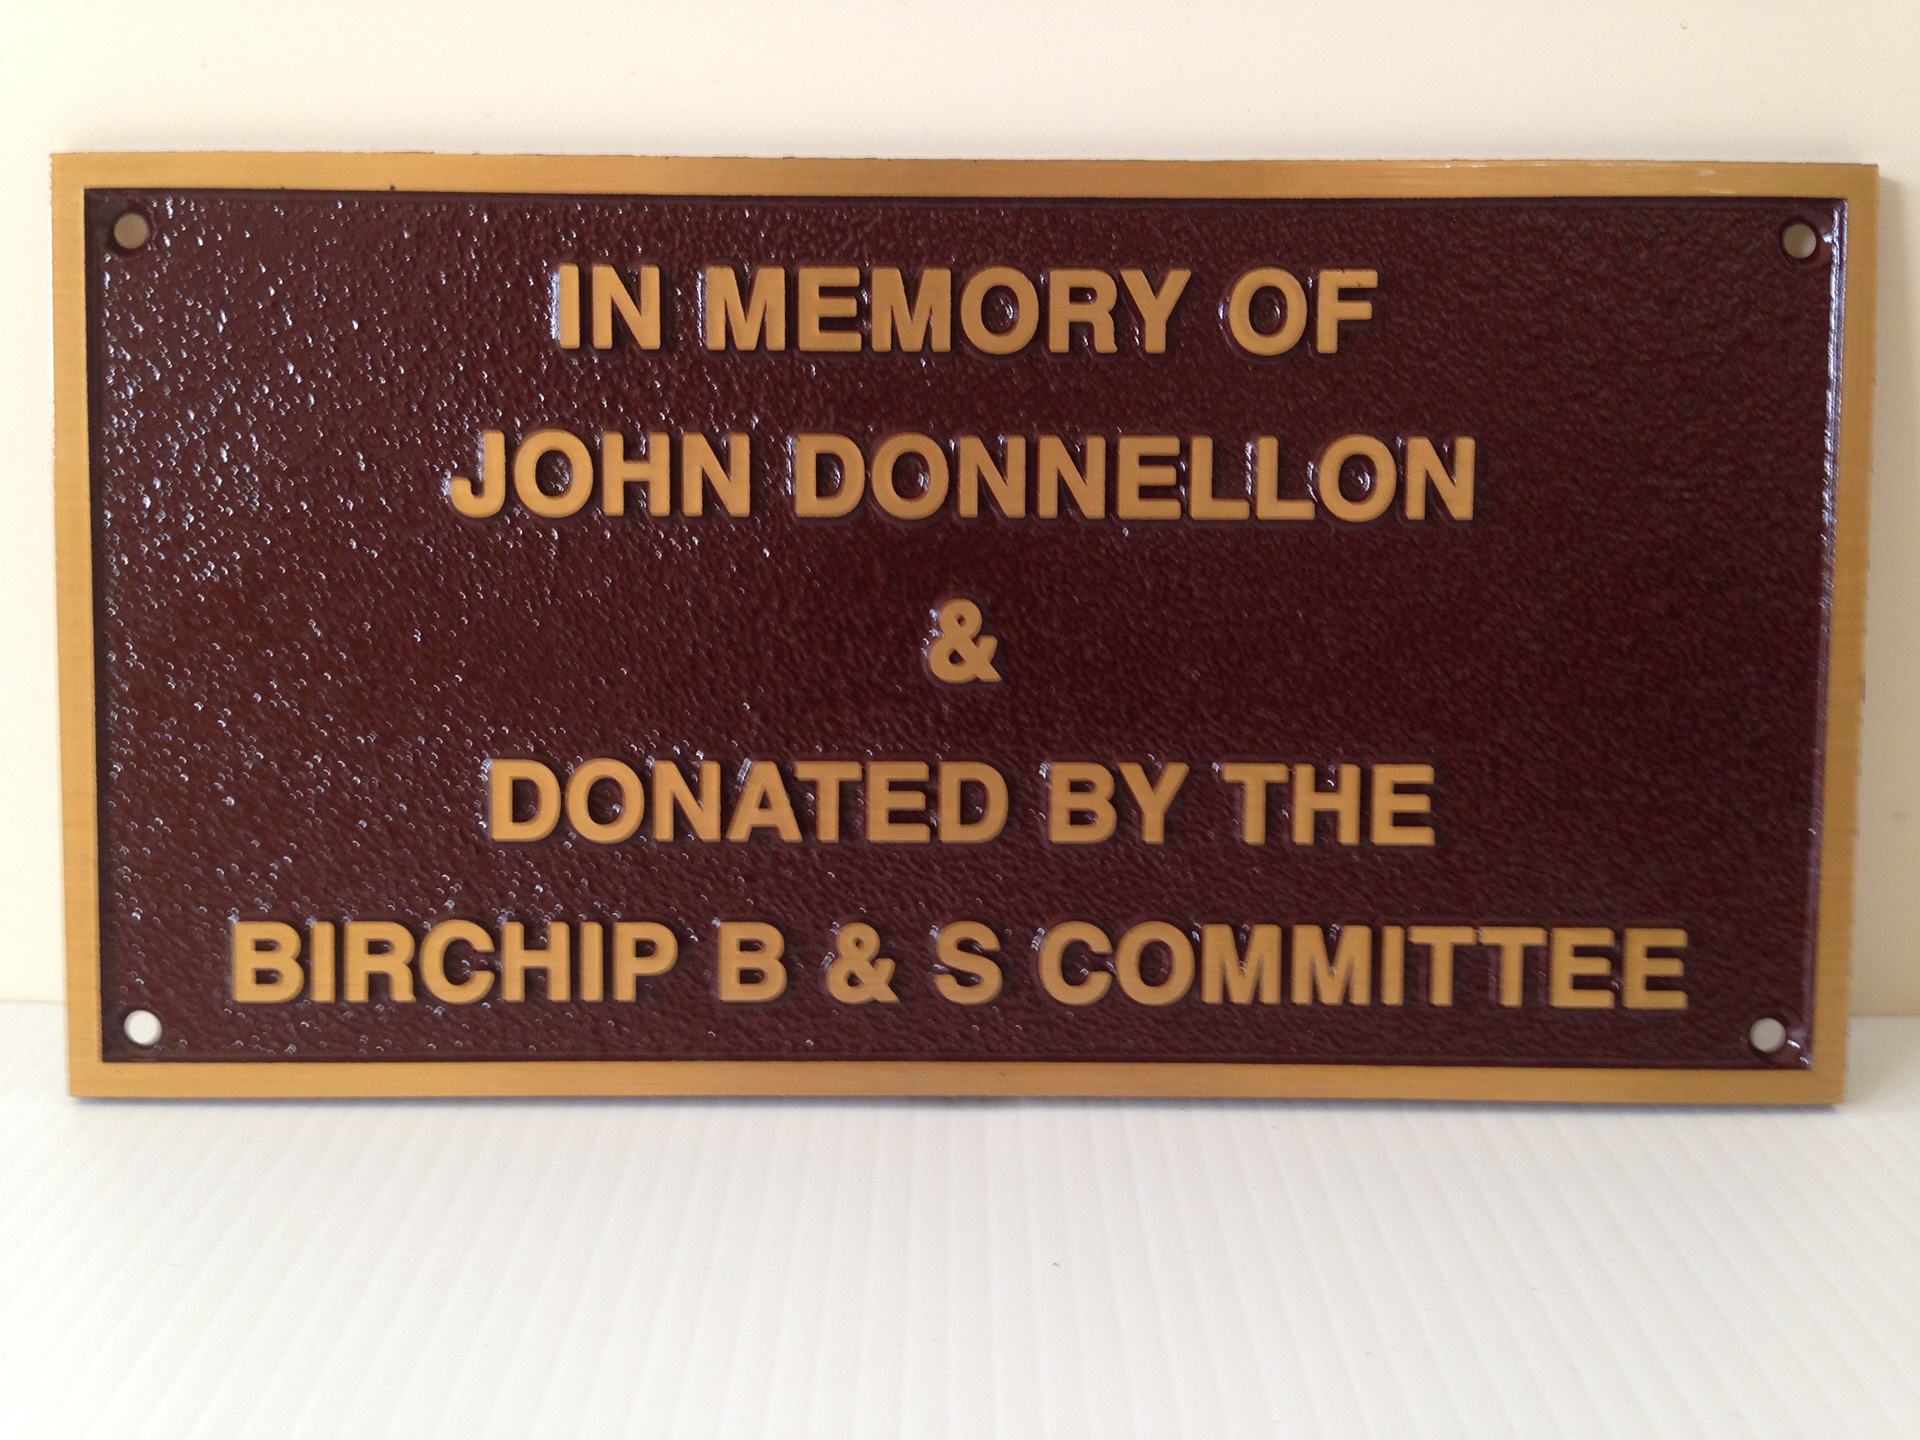 IN MEMORY OF
JOHN DONNELLON
&
DONATED BY THE
BIRCHIP B & S COMMITTEE